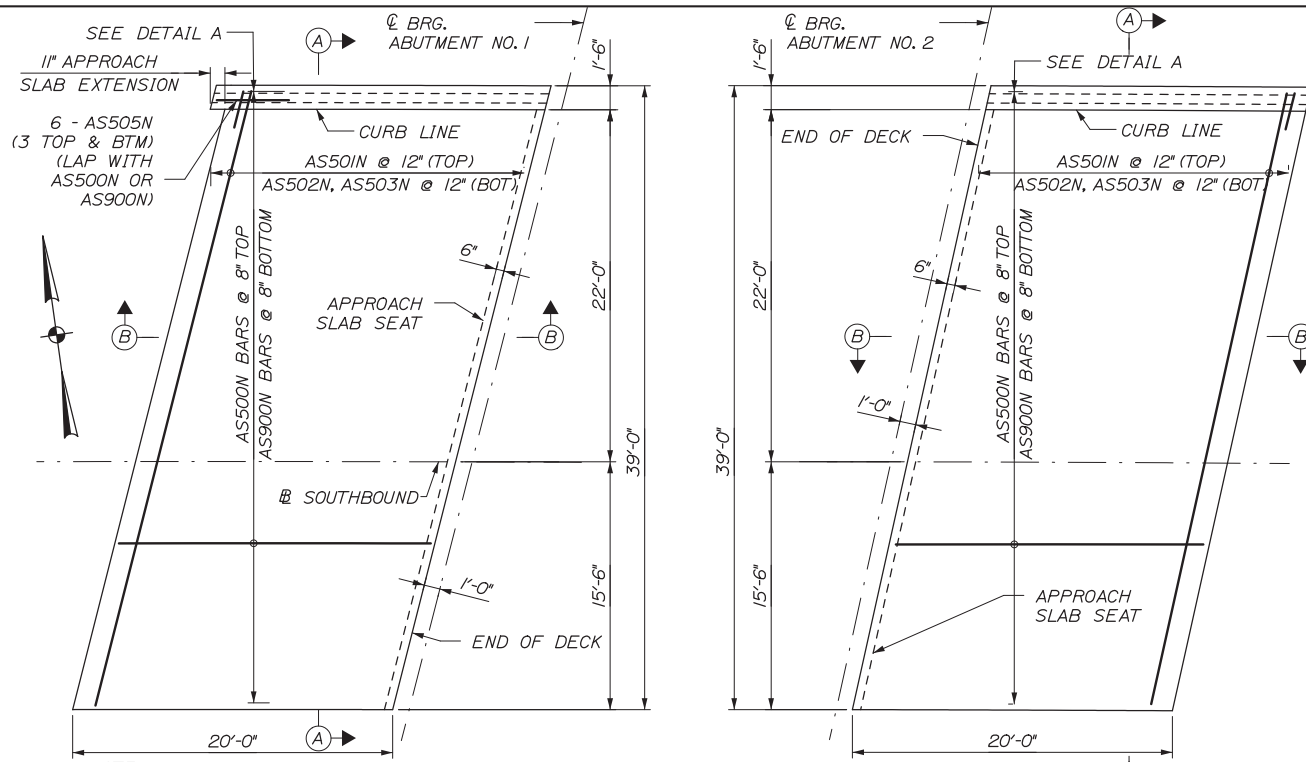 SEE DETAIL A
A
℄ BRG.
ABUTMENT NO. 1
1'-6"
11" APPROACH
SLAB EXTENSION
6 - AS505N
(3 TOP & BTM)
(LAP WITH
AS500N OR
AS900N)
CURB LINE
AS501N @ 12" (TOP)
AS502N, AS503N @ 12" (BOT)
AS500N BARS @ 8" TOP
AS900N BARS @ 8" BOTTOM
6"
APPROACH
SLAB SEAT
B
B
22'-0"
39'-0"
SOUTHBOUND
1'-0"
15'-6"
END OF DECK
20'-0"
A
℄ BRG.
ABUTMENT NO. 2
A
1'-6"
SEE DETAIL A
CURB LINE
END OF DECK
AS501N @ 12" (TOP)
AS502N, AS503N @ 12" (BOT)
AS500N BARS @ 8" TOP
AS900N BARS @ 8" BOTTOM
6"
B
B
22'-0"
39'-0"
1'-0"
15'-6"
APPROACH
SLAB SEAT
20'-0"